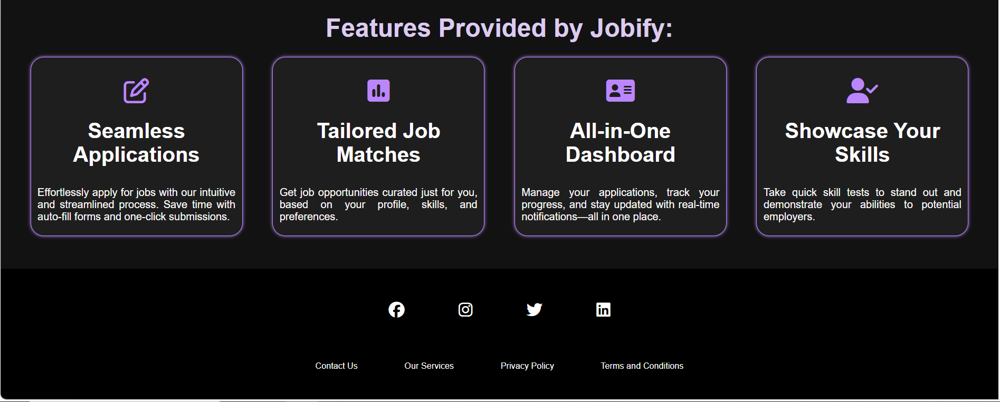 Features Provided by Jobify:
Seamless
Applications
Effortlessly apply for jobs with our intuitive
and streamlined process. Save time with
auto-fill forms and one-click submissions.
Tailored Job
Matches
Get job opportunities curated just for you,
based on your profile, skills, and
preferences.
All-in-One
Dashboard
Manage your applications, track your
progress, and stay updated with real-time
notifications—all in one place.
Showcase Your
Skills
Take quick skill tests to stand out and
demonstrate your abilities to potential
employers.
Contact Us
Our Services
Privacy Policy
Terms and Conditions